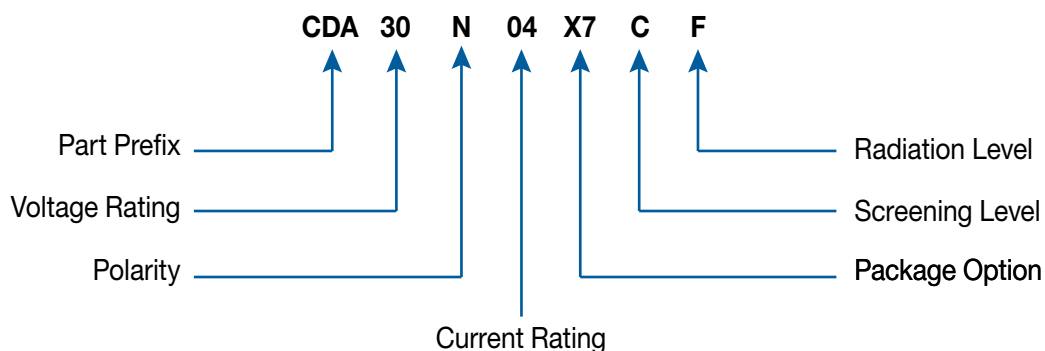 CDA 30 N 04 X7 C F
Part Prefix
Radiation Level
Voltage Rating
Screening Level
Polarity
Package Option
Current Rating